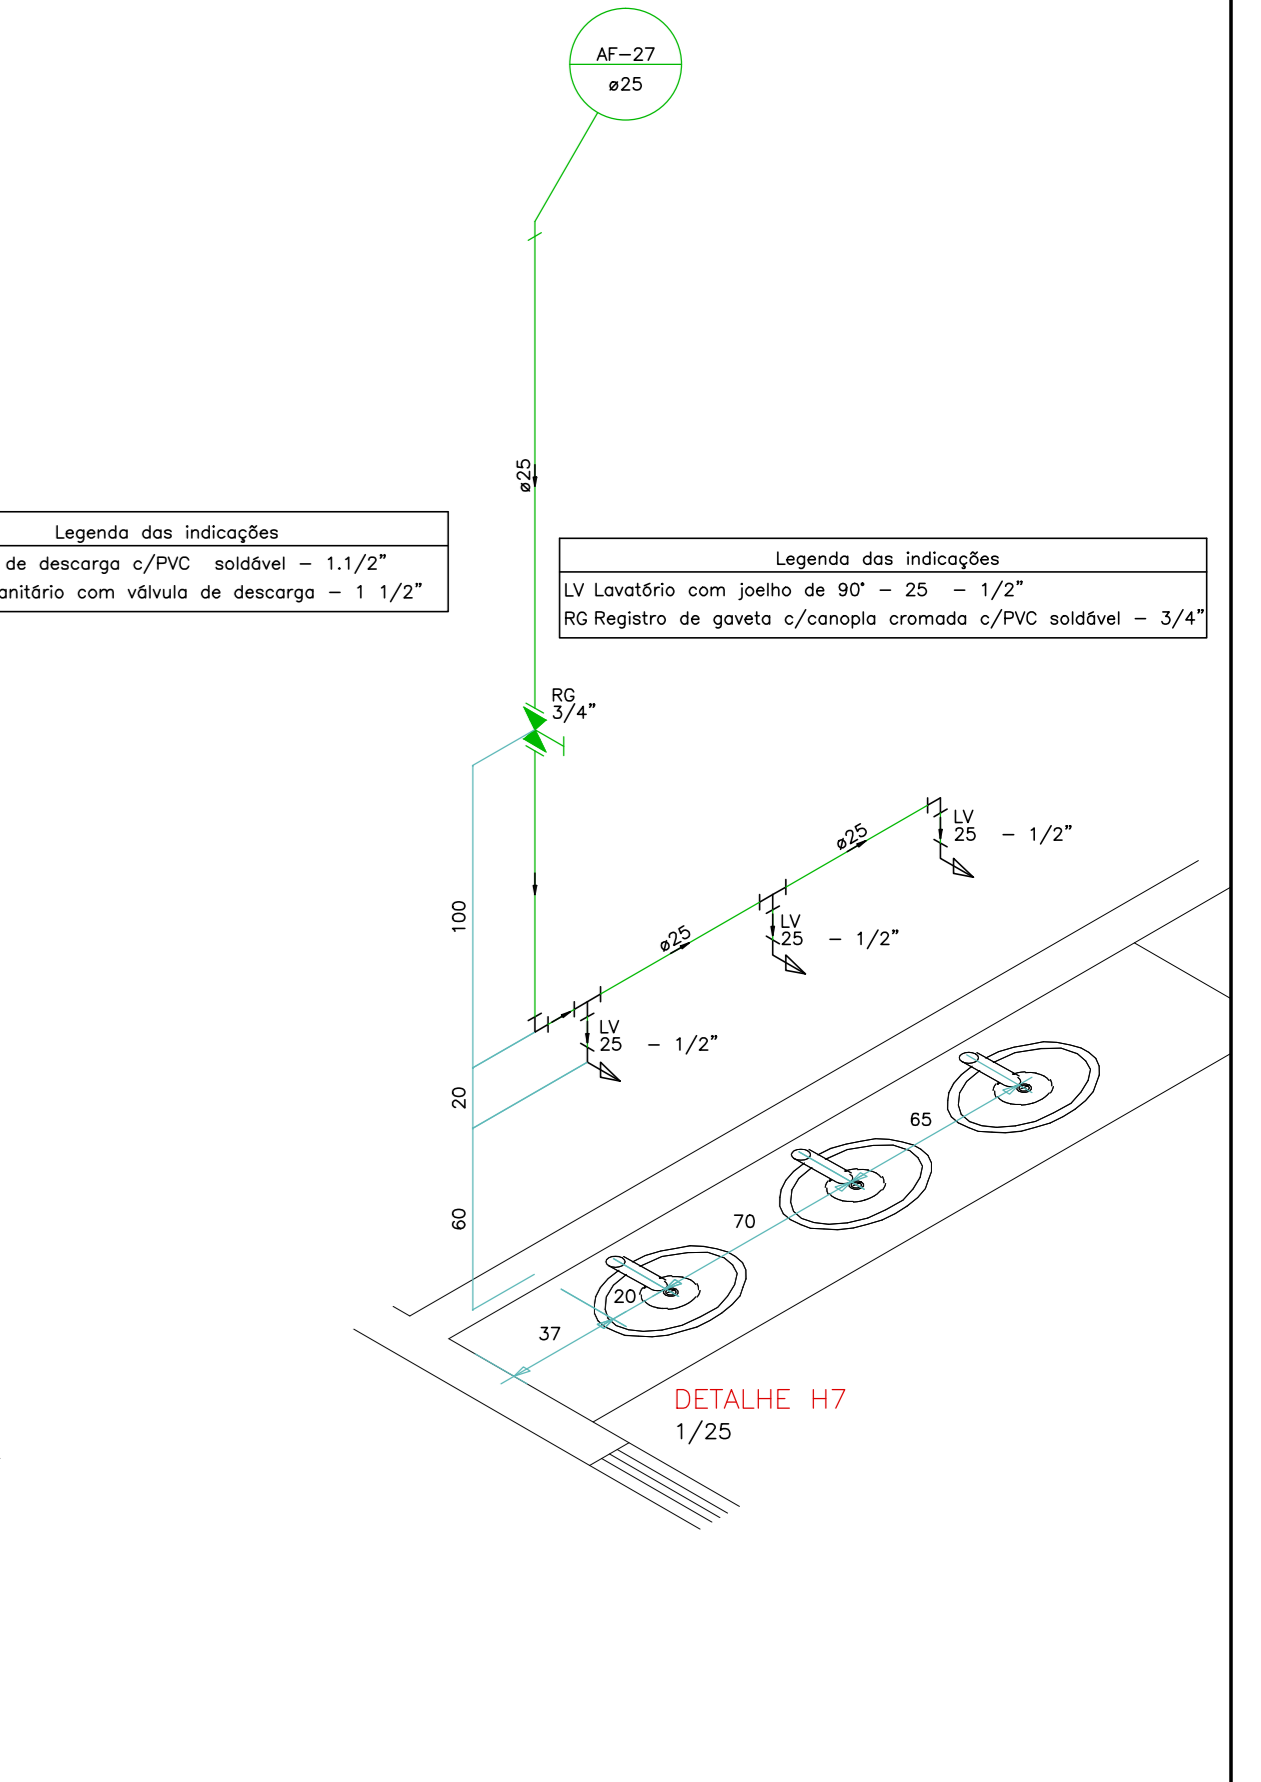 AF-27
ø25
ø25
Legenda das indicações
de descarga c/PVC soldável - 1.1/2"
anitário com válvula de descarga - 1 1/2"
Legenda das indicações
LV Lavatório com joelho de 90° - 25 - 1/2"
RG Registro de gaveta c/canopla cromada c/PVC soldável - 3/4"
RG
3/4"
LV
25 - 1/2"
ø25
100
LV
25 - 1/2"
ø25
LV
25 - 1/2"
20
65
60
70
20
37
DETALHE H7
1/25